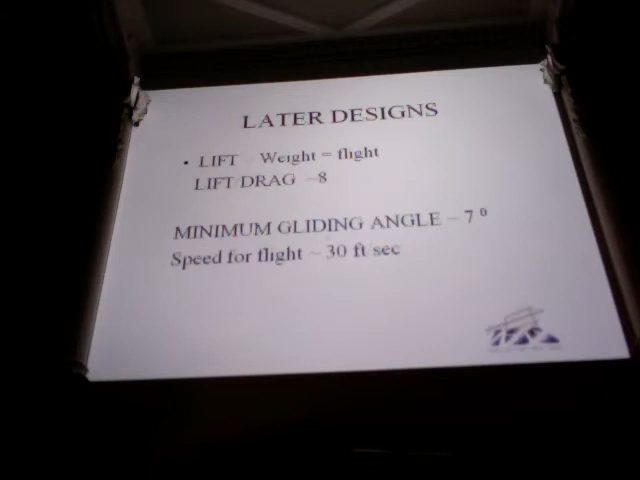 LATER DESIGNS
• LIFT - Weight = flight
LIFT DRAG ~8
MINIMUM GLIDING ANGLE ~ 7 º
Speed for flight ~ 30 ft/sec